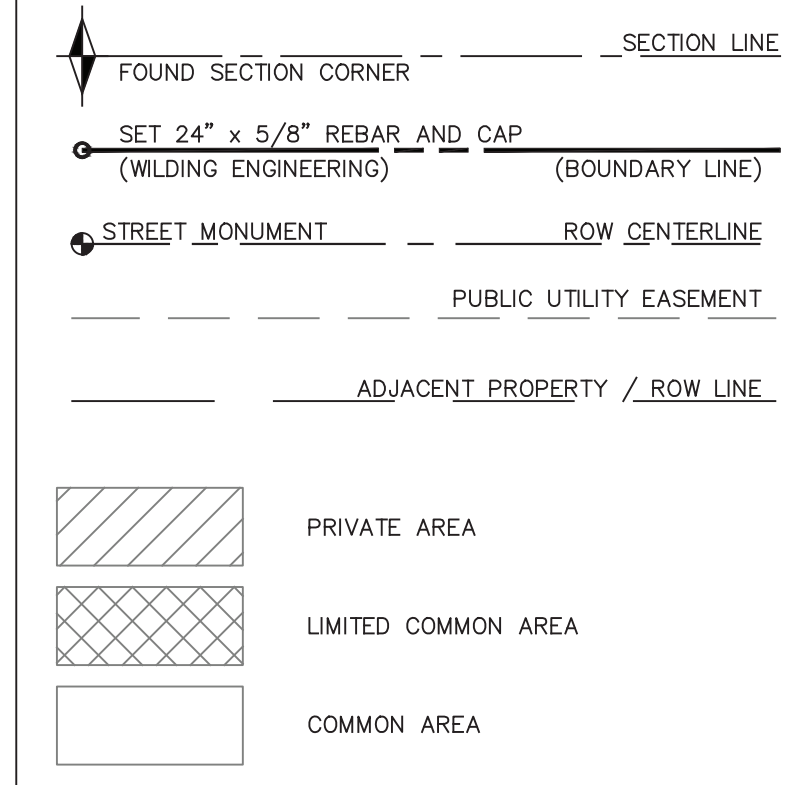 SECTION LINE
FOUND SECTION CORNER
SET 24” x 5/8” REBAR AND CAP
(WILDING ENGINEERING) (BOUNDARY LINE)
STREET MONUMENT ROW CENTERLINE
PUBLIC UTILITY EASEMENT
ADJACENT PROPERTY / ROW LINE
PRIVATE AREA
LIMITED COMMON AREA
COMMON AREA